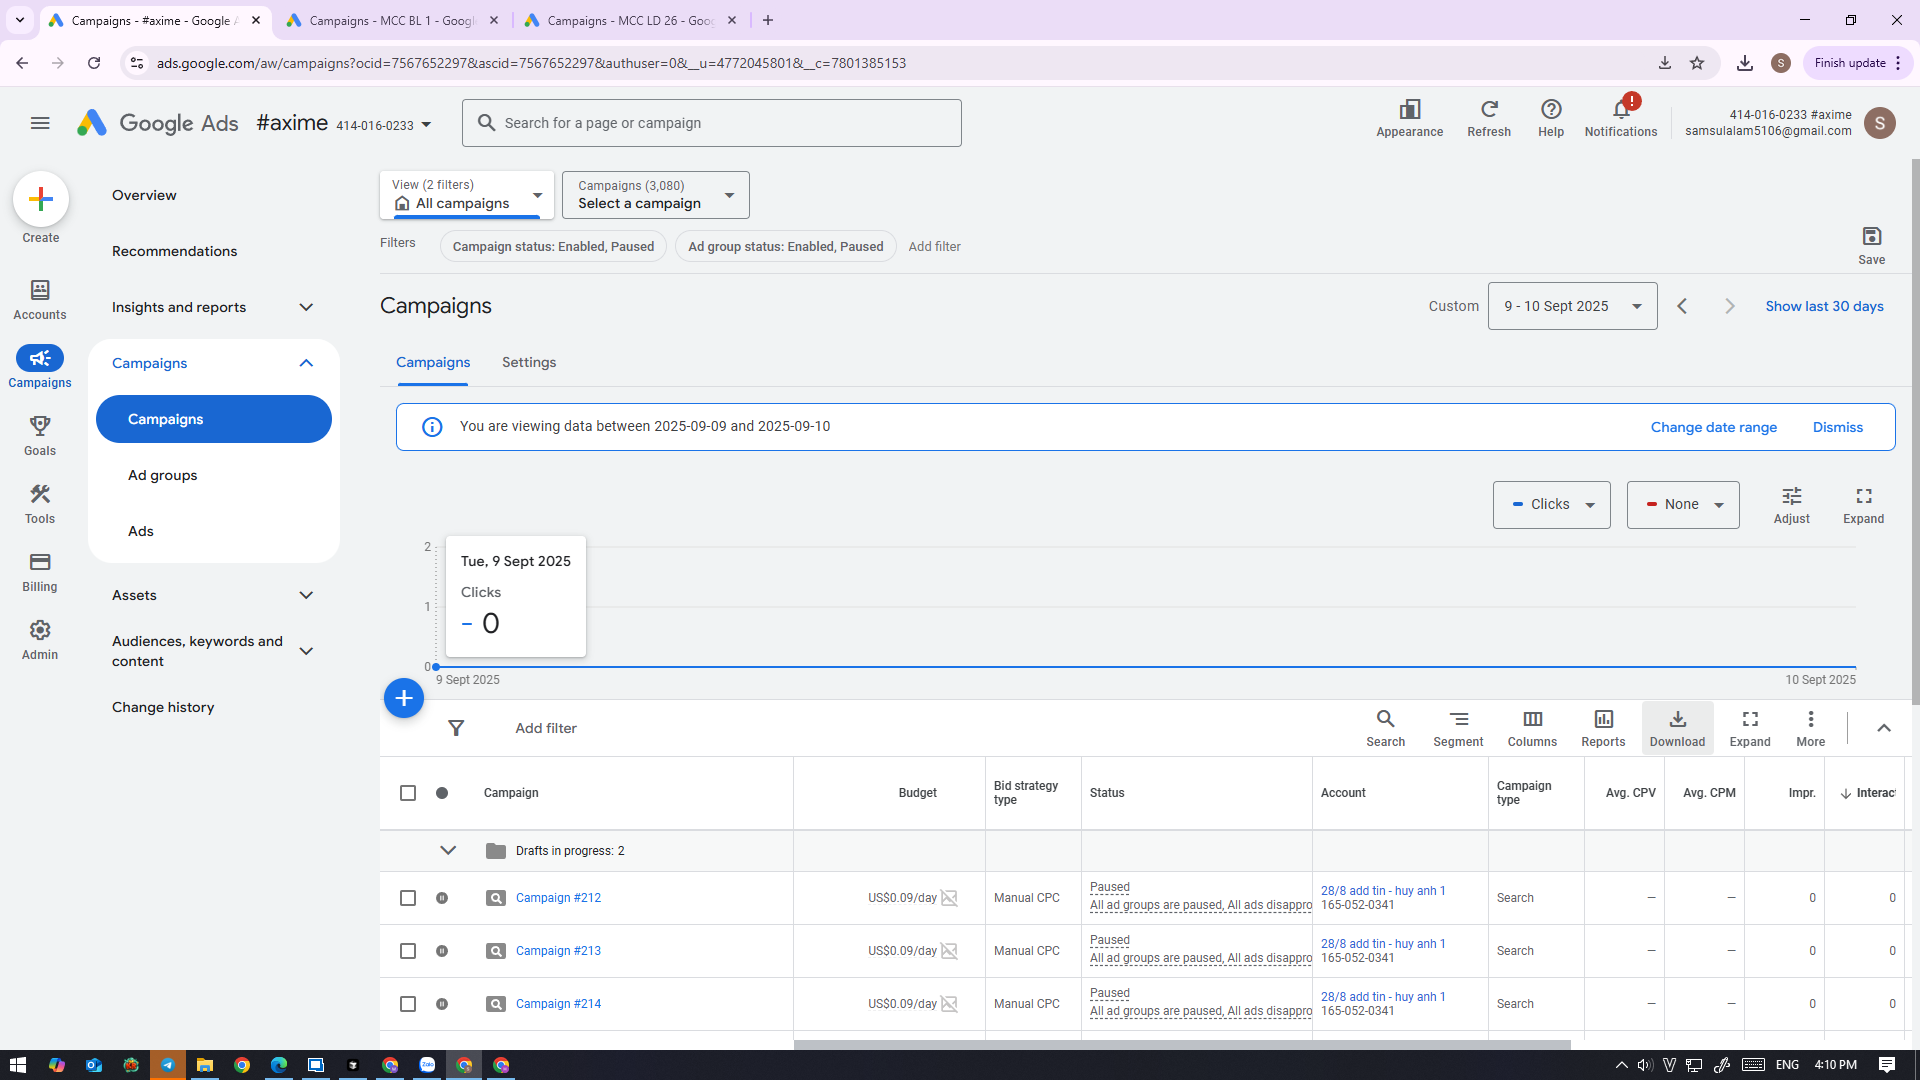 Campaigns - #axime - Google A
Campaigns - MCC BL 1 - Googl
Campaigns - MCC LD 26 - Goo
ads.google.com/aw/campaigns?ocid=7567652297&ascid=7567652297&authuser=0&__u=4772045801&__c=7801385153
S
Finish update
Google Ads
#axime 414-016-0233
Search for a page or campaign
Appearance
Refresh
Help
!
Notifications
414-016-0233 #axime
samsulalam5106@gmail.com
S
Create
Accounts
Campaigns
Goals
Tools
Billing
Admin
Overview
Recommendations
Insights and reports
Campaigns
Campaigns
Ad groups
Ads
Assets
Audiences, keywords and
content
Change history
View (2 filters)
All campaigns
Campaigns (3,080)
Select a campaign
Filters
Campaign status: Enabled, Paused
Ad group status: Enabled, Paused
Add filter
Save
Campaigns
Custom
9 - 10 Sept 2025
Show last 30 days
Campaigns
Settings
You are viewing data between 2025-09-09 and 2025-09-10
Change date range
Dismiss
Clicks
None
Adjust
Expand
2
1
0
Tue, 9 Sept 2025
Clicks
0
9 Sept 2025
10 Sept 2025
Add filter
Search
Segment
Columns
Reports
Download
Expand
More
Campaign
Budget
Bid strategy
type
Status
Account
Campaign
type
Avg. CPV
Avg. CPM
Impr.
Interac
Drafts in progress: 2
Campaign #212
US$0.09/day
Manual CPC
Paused
All ad groups are paused, All ads disappro
28/8 add tin - huy anh 1
165-052-0341
Search
—
—
0
0
Campaign #213
US$0.09/day
Manual CPC
Paused
All ad groups are paused, All ads disappro
28/8 add tin - huy anh 1
165-052-0341
Search
—
—
0
0
Campaign #214
US$0.09/day
Manual CPC
Paused
All ad groups are paused, All ads disappro
28/8 add tin - huy anh 1
165-052-0341
Search
—
—
0
0
Zalo
ENG
4:10 PM